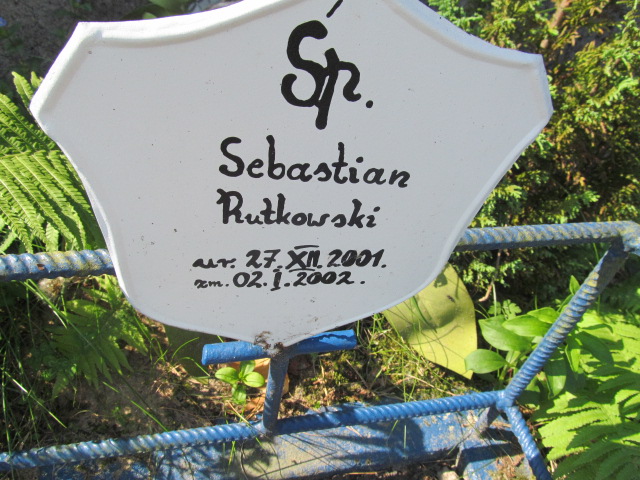 Śp.
Sebastian
Rutkowski
ur. 27. XII. 2001.
zm. 02. I. 2002.